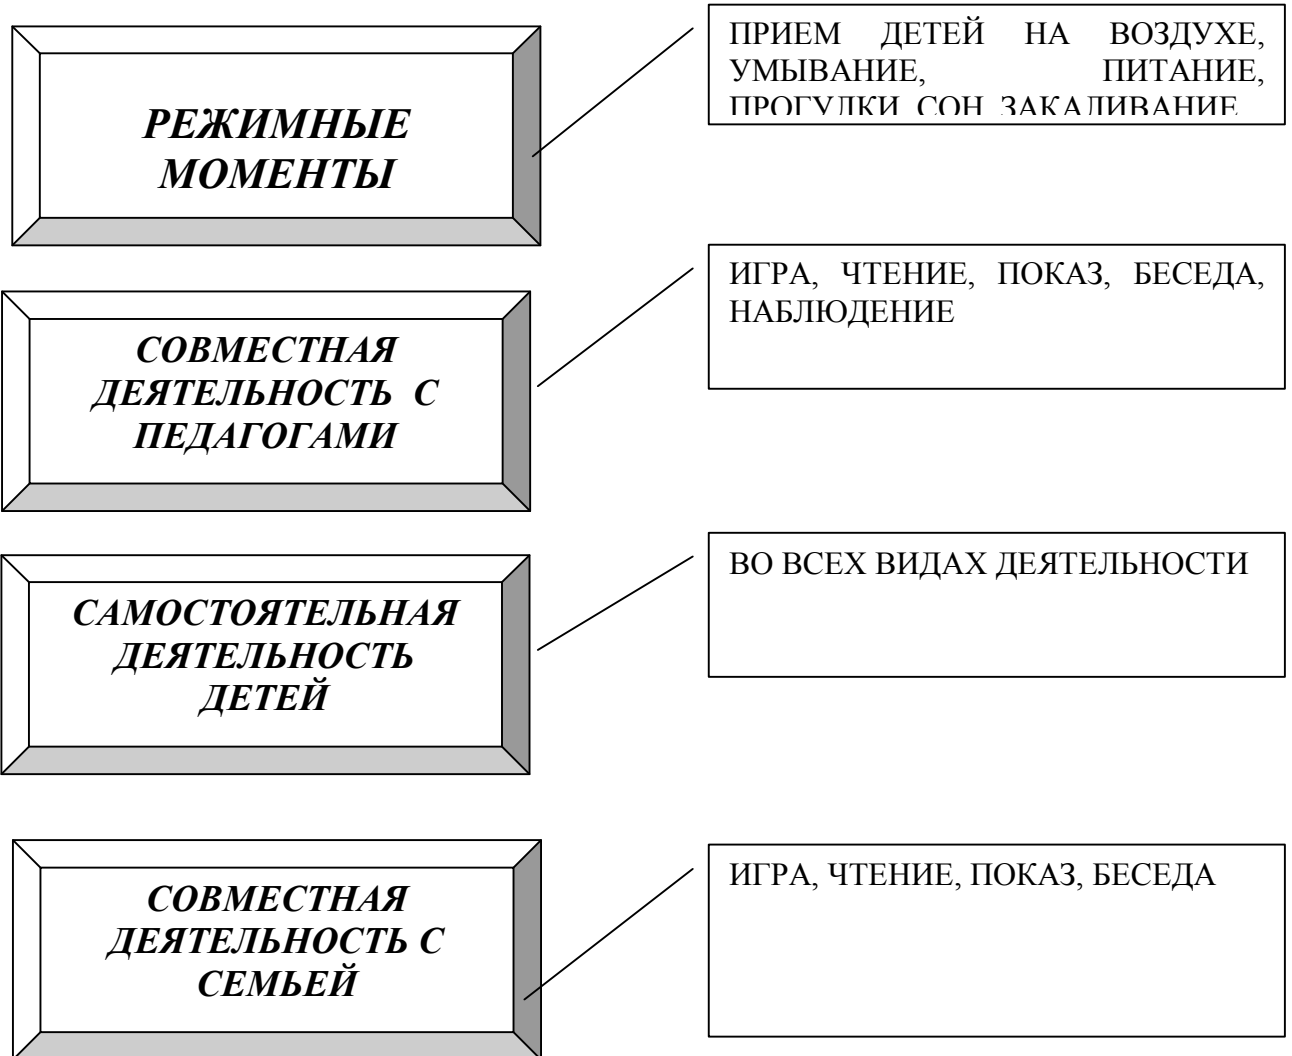 РЕЖИМНЫЕ
МОМЕНТЫ
ПРИЕМ ДЕТЕЙ НА ВОЗДУХЕ,
УМЫВАНИЕ, ПИТАНИЕ,
ПРОГУЛКИ СОН ЗАКАЛИВАНИЕ
СОВМЕСТНАЯ
ДЕЯТЕЛЬНОСТЬ С
ПЕДАГОГАМИ
ИГРА, ЧТЕНИЕ, ПОКАЗ, БЕСЕДА,
НАБЛЮДЕНИЕ
САМОСТОЯТЕЛЬНАЯ
ДЕЯТЕЛЬНОСТЬ
ДЕТЕЙ
ВО ВСЕХ ВИДАХ ДЕЯТЕЛЬНОСТИ
СОВМЕСТНАЯ
ДЕЯТЕЛЬНОСТЬ С
СЕМЬЕЙ
ИГРА, ЧТЕНИЕ, ПОКАЗ, БЕСЕДА